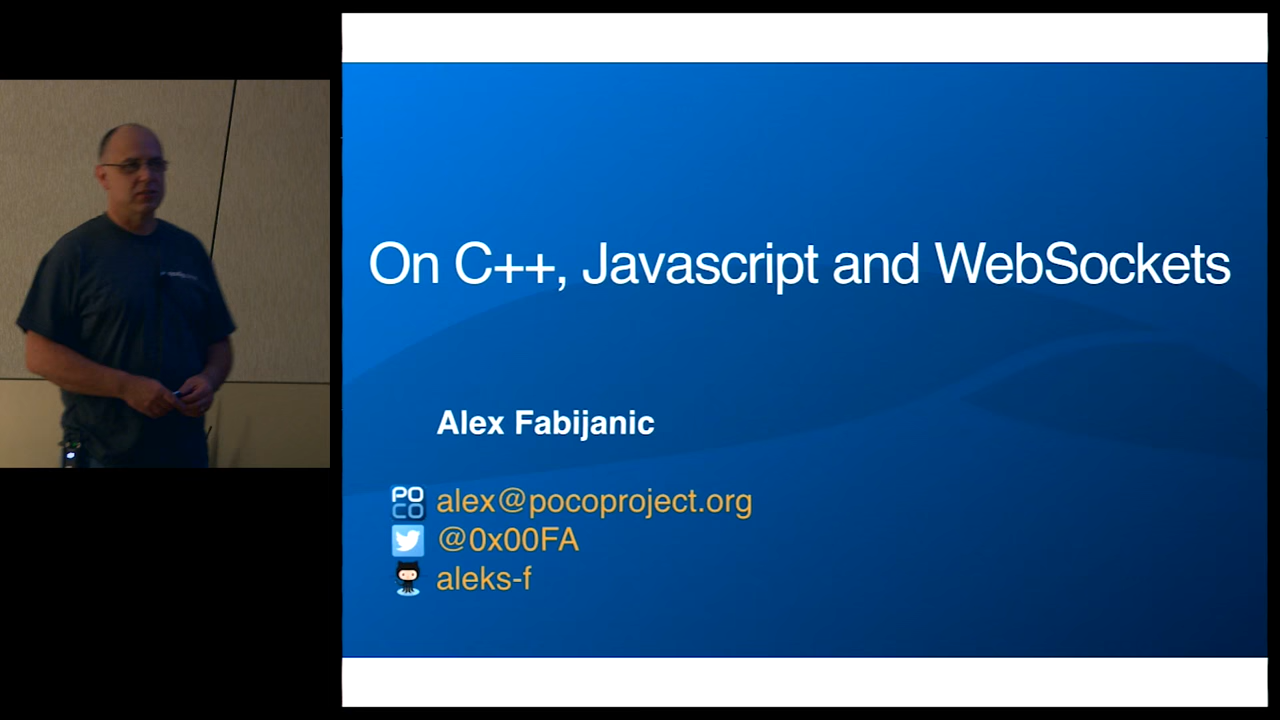 On C++, Javascript and WebSockets
Alex Fabijanic
PO
CO
alex@pocoproject.org
@0x00FA
aleks-f